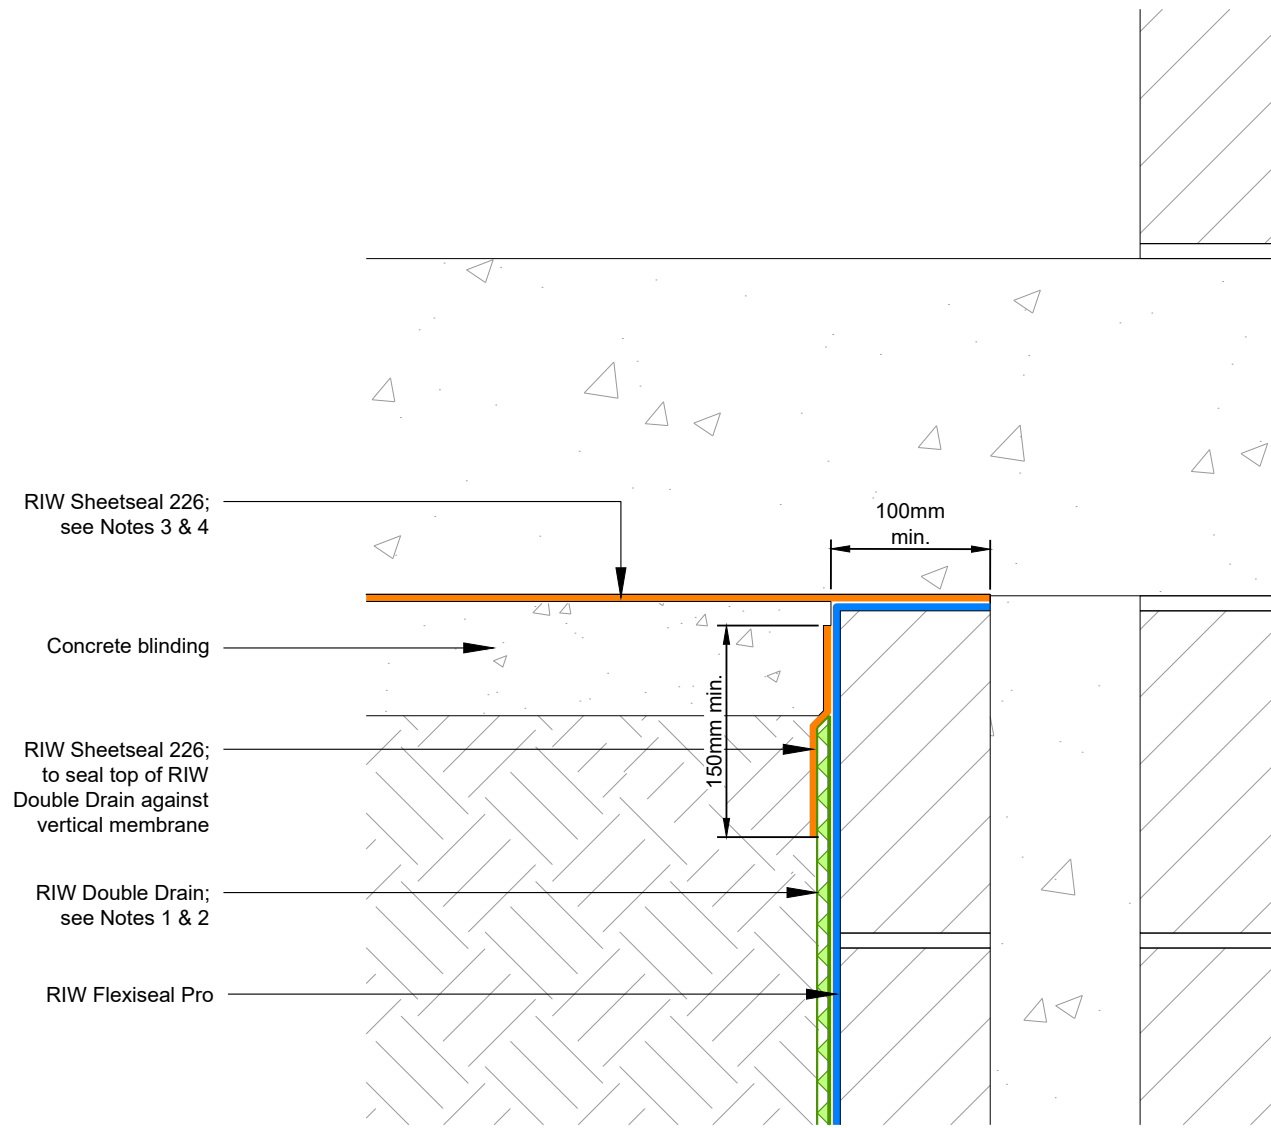 RIW Sheetseal 226;
see Notes 3 & 4
100mm
min.
Concrete blinding
150mm min.
RIW Sheetseal 226;
to seal top of RIW
Double Drain against
vertical membrane
RIW Double Drain;
see Notes 1 & 2
RIW Flexiseal Pro